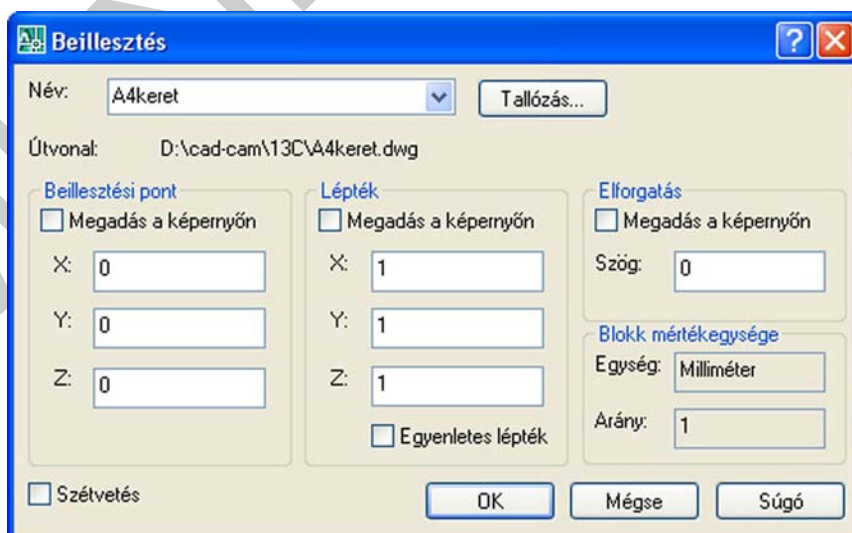 Beillesztés
Név: A4keret Tallózás...
Útvonal: D:\cad-cam\13C\A4keret.dwg
Beillesztési pont
Megadás a képernyőn
X: 0
Y: 0
Z: 0
Lépték
Megadás a képernyőn
X: 1
Y: 1
Z: 1
Egyenletes lépték
Elforgatás
Megadás a képernyőn
Szög: 0
Blokk mértékegysége
Egység: Milliméter
Arány: 1
Szétvetés
OK Mégse Súgó